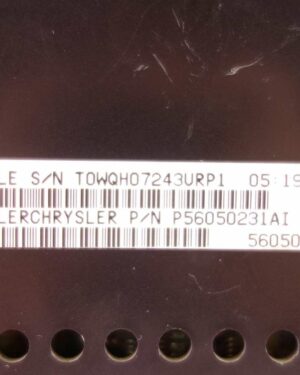 LE S/N T0WQH07243URP1 05:19
LERCHRYSLER P/N P56050231AI
56050